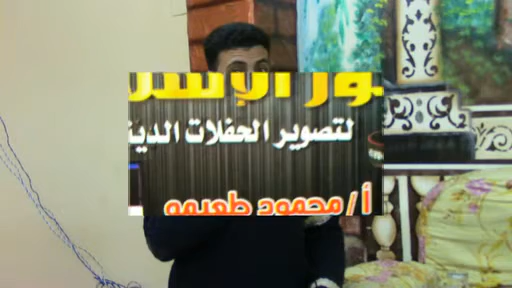 ور الإسلا
لتصوير الحفلات الدين
أ / محمود طعيمه